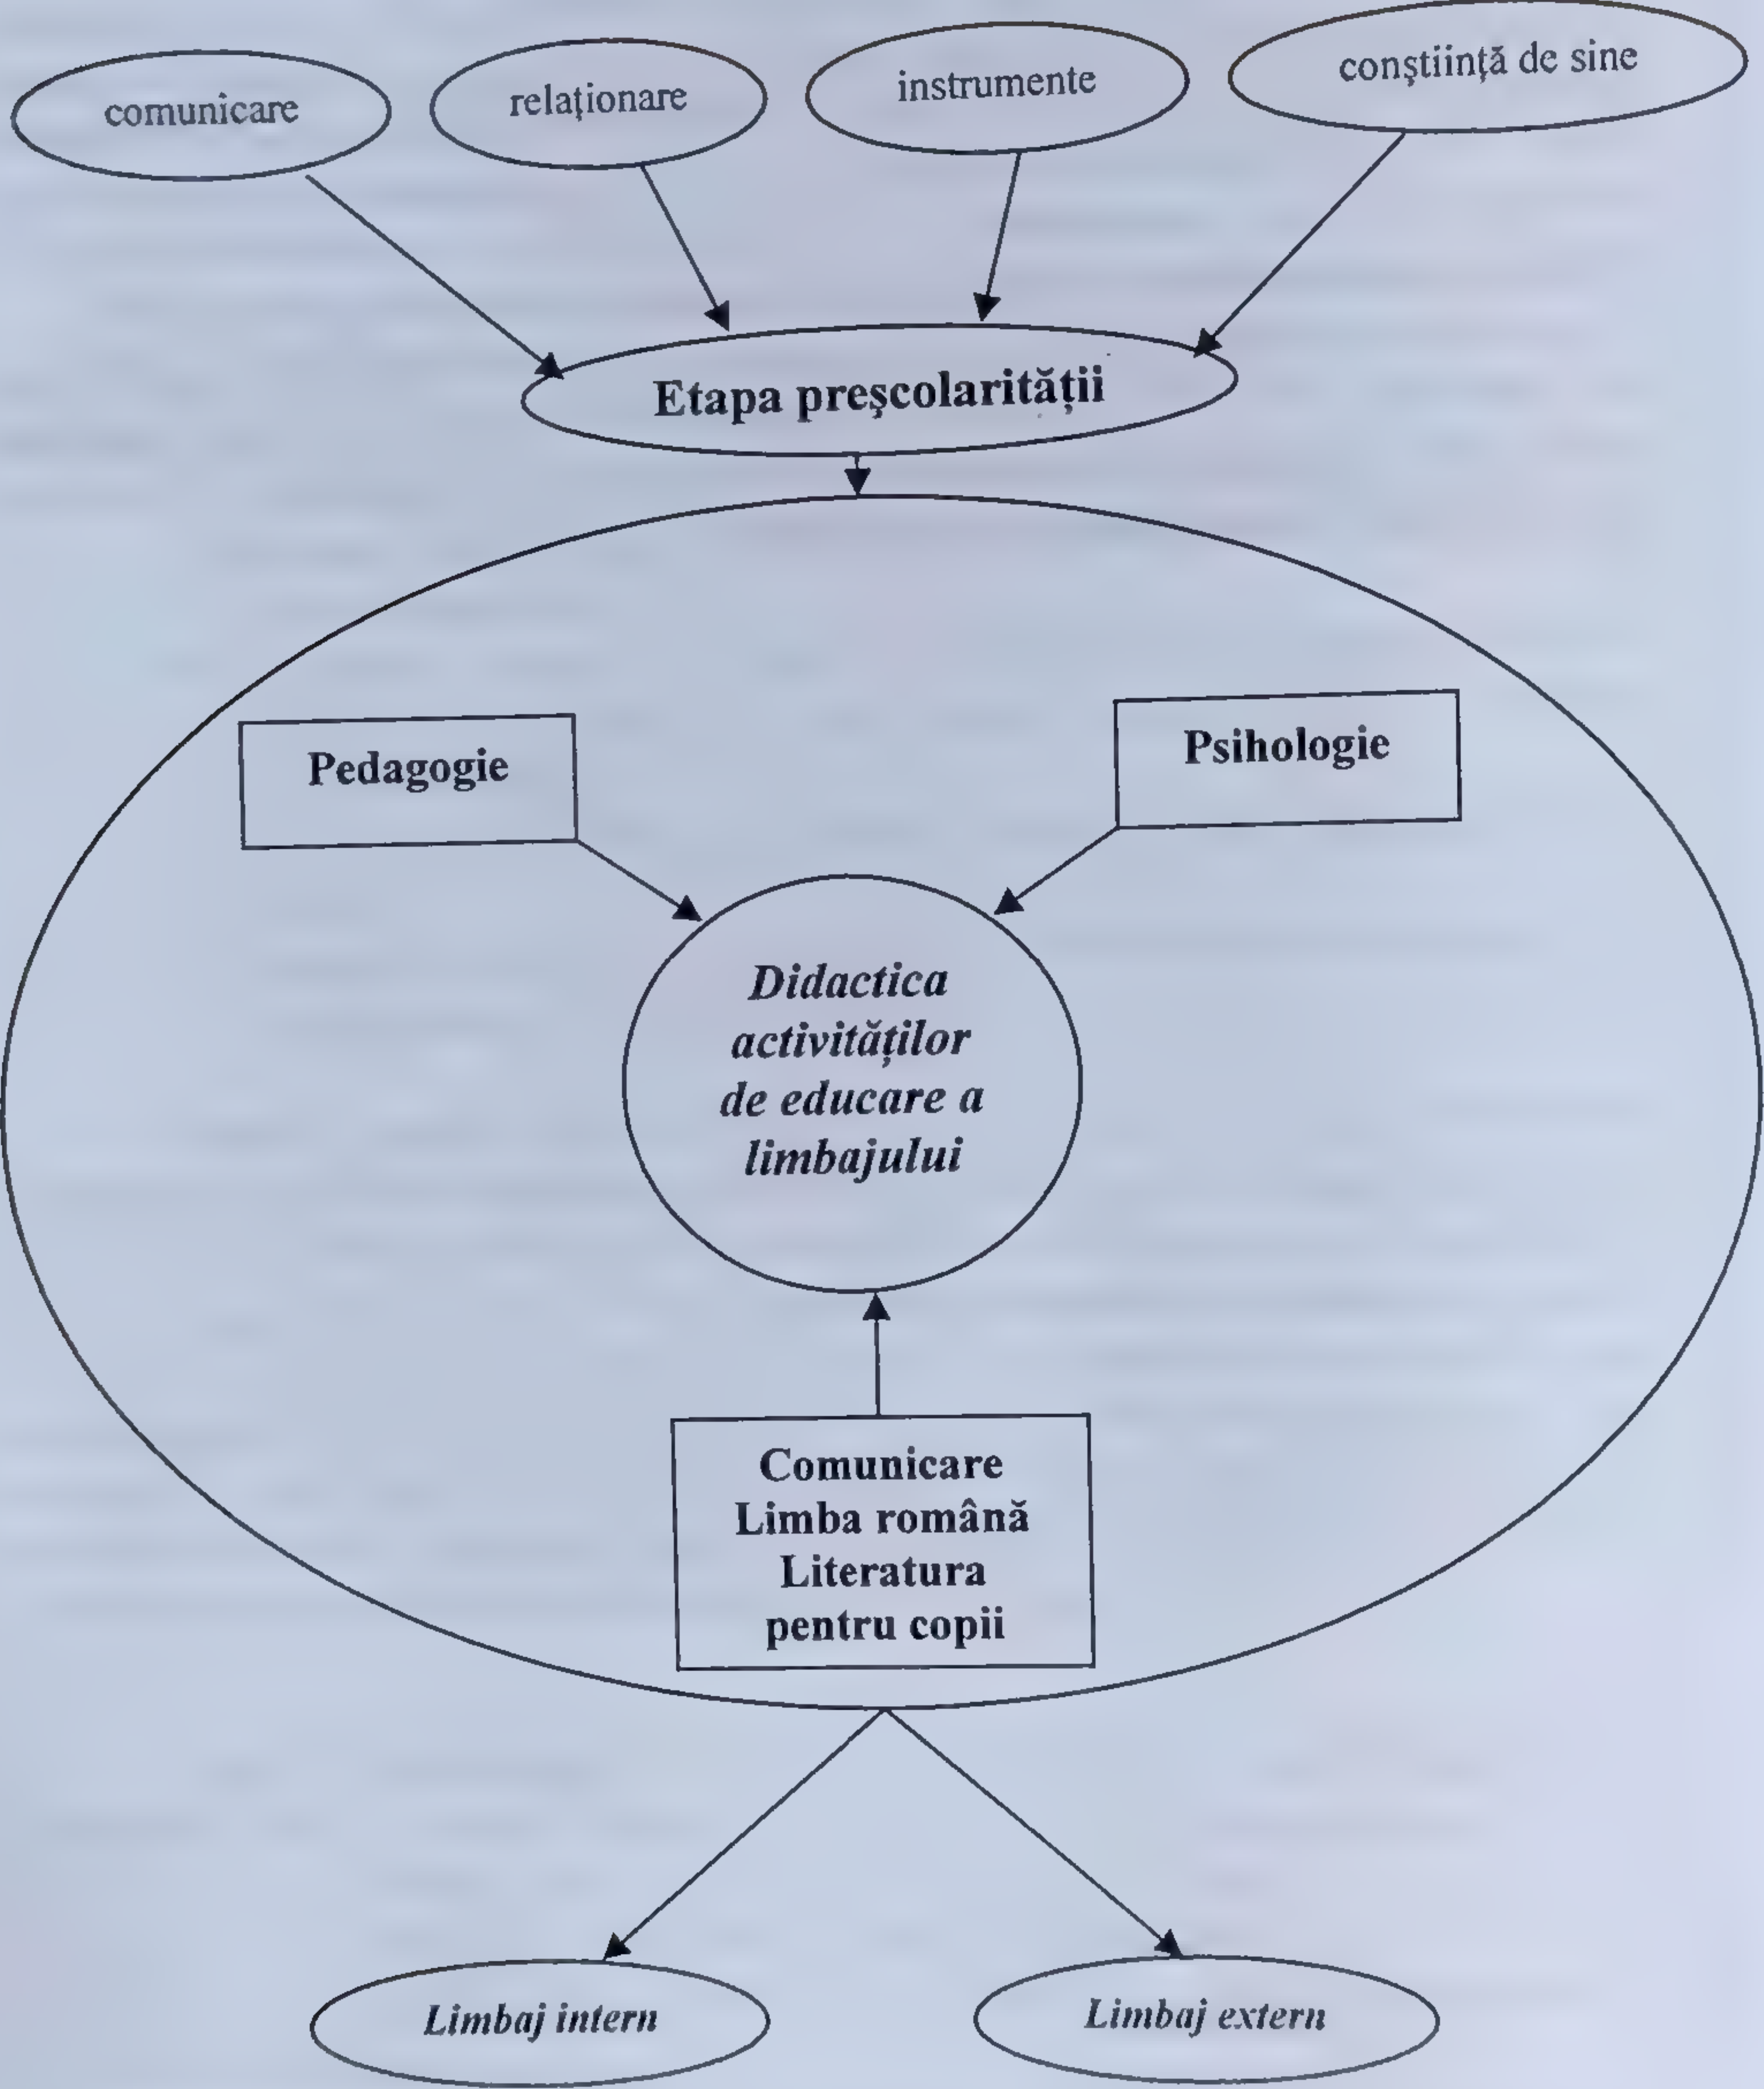 comunicare
relaţionare
instrumente
conştiinţă de sine
Etapa preşcolarităţii
Pedagogie
Psihologie
Didactica
activităţilor
de educare a
limbajului
Comunicare
Limba română
Literatura
pentru copii
Limbaj intern
Limbaj extern